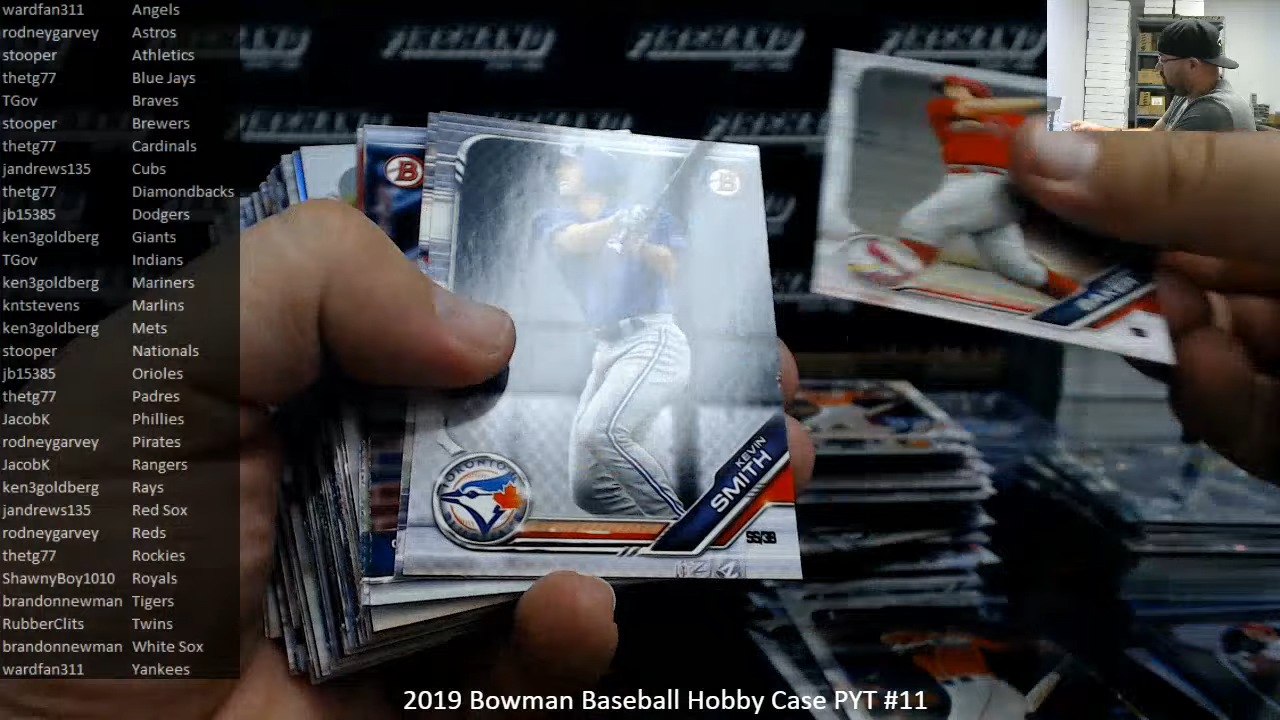 wardfan311 Angels
rodneygarvey Astros
stooper Athletics
thetg77 Blue Jays
TGov Braves
stooper Brewers
thetg77 Cardinals
jandrews135 Cubs
thetg77 Diamondbacks
jb15385 Dodgers
ken3goldberg Giants
TGov Indians
ken3goldberg Mariners
kntstevens Marlins
ken3goldberg Mets
stooper Nationals
jb15385 Orioles
thetg77 Padres
JacobK Phillies
rodneygarvey Pirates
JacobK Rangers
ken3goldberg Rays
jandrews135 Red Sox
rodneygarvey Reds
thetg77 Rockies
ShawnyBoy1010 Royals
brandonnewman Tigers
RubberClits Twins
brandonnewman White Sox
wardfan311 Yankees
B
B
TORONTO
KEVIN
SMITH
SS/3B
2019 Bowman Baseball Hobby Case PYT #11